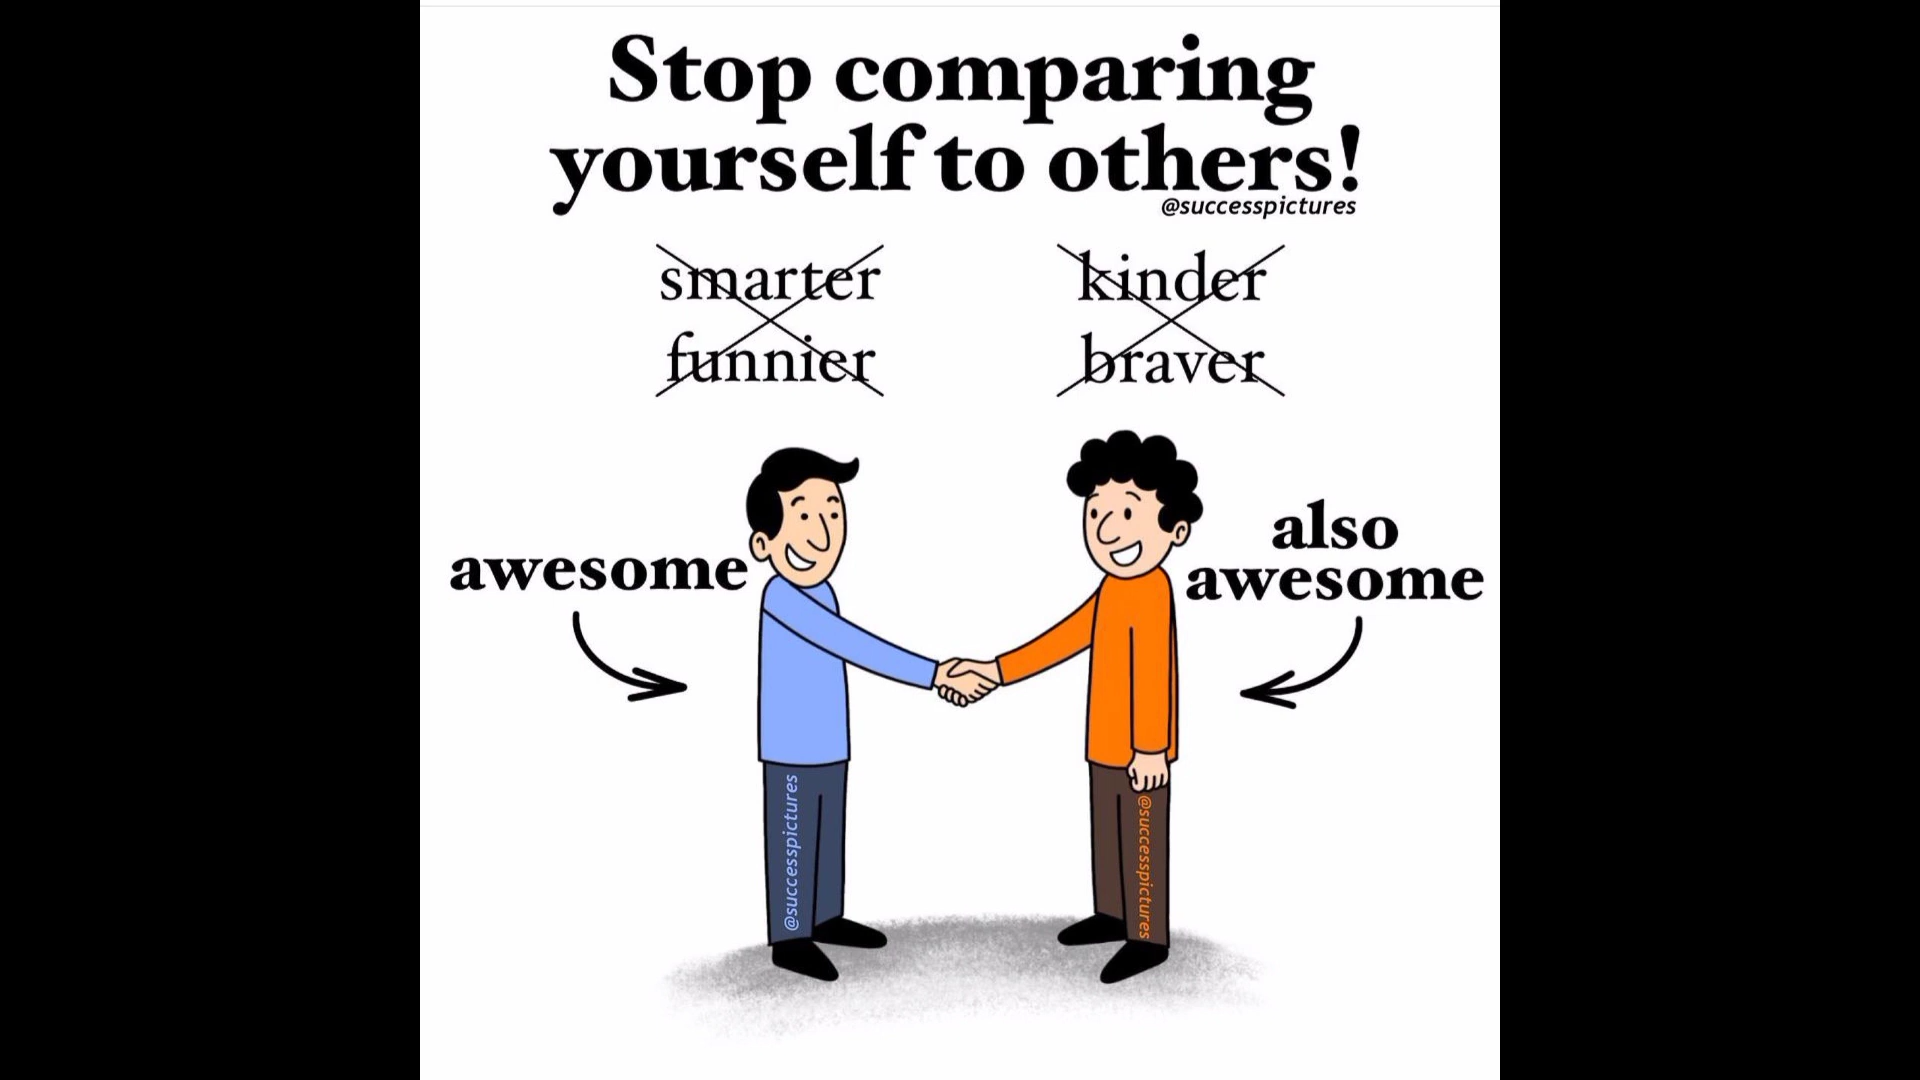 Stop comparing
yourself to others!
@successpictures
smarter
funnier
kinder
braver
awesome
also
awesome
@successpictures
@successpictures